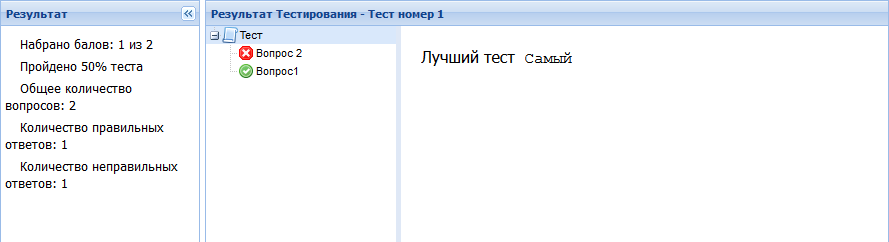 Результат
Набрано балов: 1 из 2
Пройдено 50% теста
Общее количество
вопросов: 2
Количество правильных
ответов: 1
Количество неправильных
ответов: 1
Результат Тестирования - Тест номер 1
Тест
Вопрос 2
Вопрос1
Лучший тест Самый